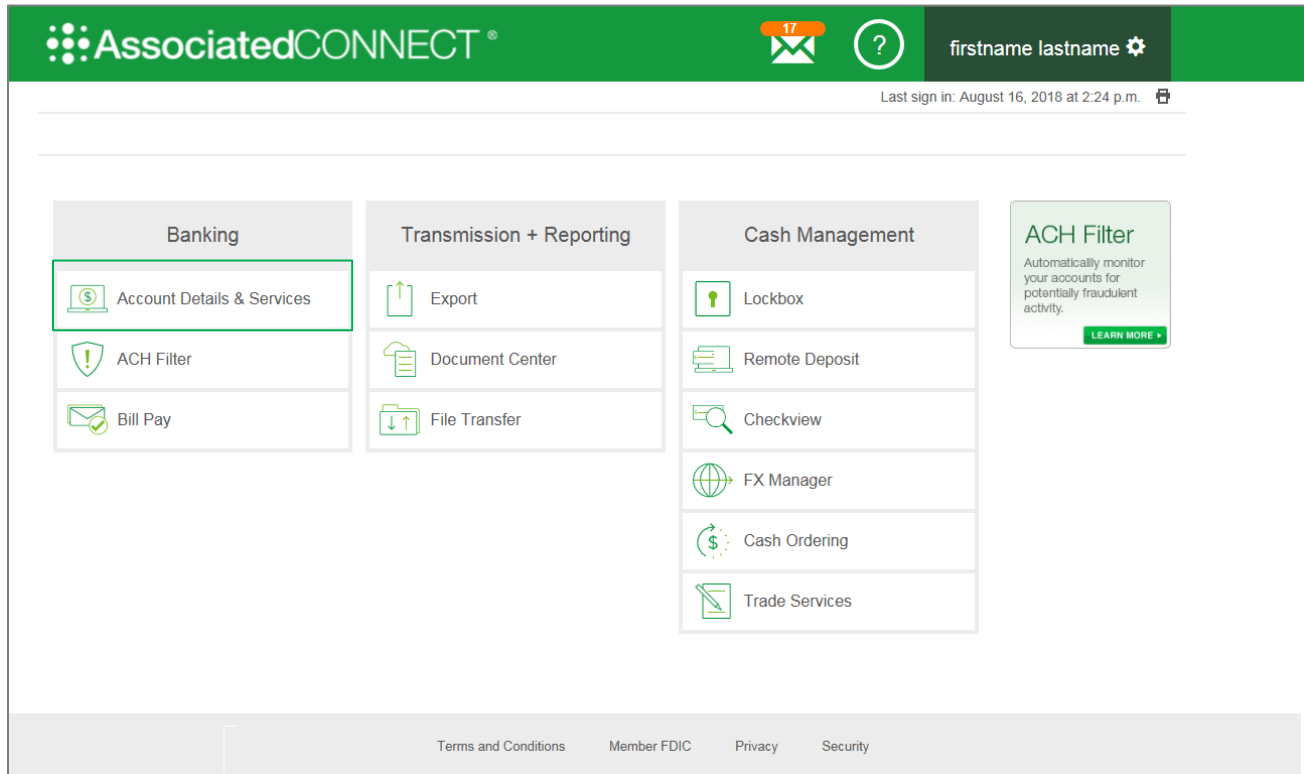 AssociatedCONNECT ®
17
?
firstname lastname
Last sign in: August 16, 2018 at 2:24 p.m.
Banking
Account Details & Services
ACH Filter
Bill Pay
Transmission + Reporting
Export
Document Center
File Transfer
Cash Management
Lockbox
Remote Deposit
Checkview
FX Manager
Cash Ordering
Trade Services
ACH Filter
Automatically monitor
your accounts for
potentially fraudulent
activity.
LEARN MORE
Terms and Conditions Member FDIC Privacy Security